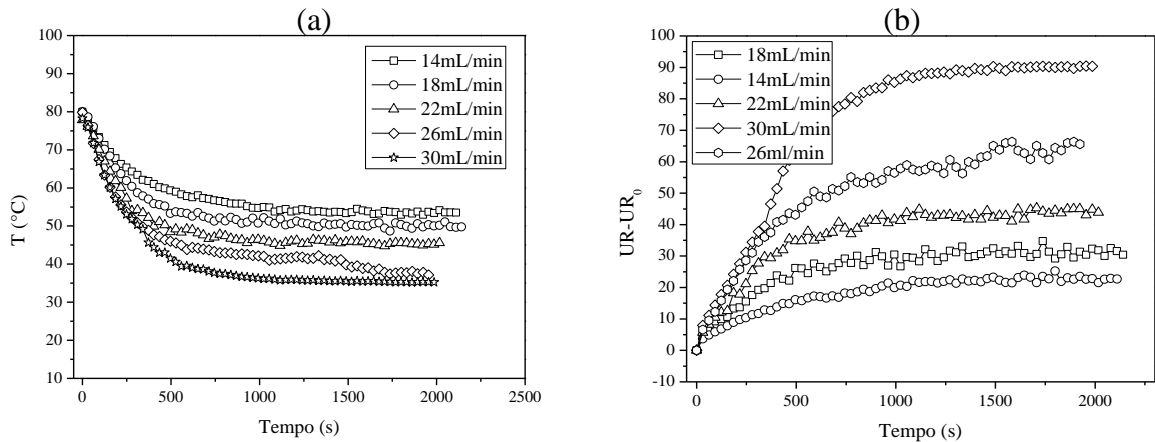 (a)
100
90
80
70
60
50
40
30
20
10
T (°C)
0
500
1000
1500
2000
2500
Tempo (s)
14mL/min
18mL/min
22mL/min
26mL/min
30mL/min
(b)
100
90
80
70
60
50
40
30
20
10
0
-10
UR-UR₀
0
500
1000
1500
2000
Tempo (s)
18mL/min
14mL/min
22mL/min
30mL/min
26ml/min